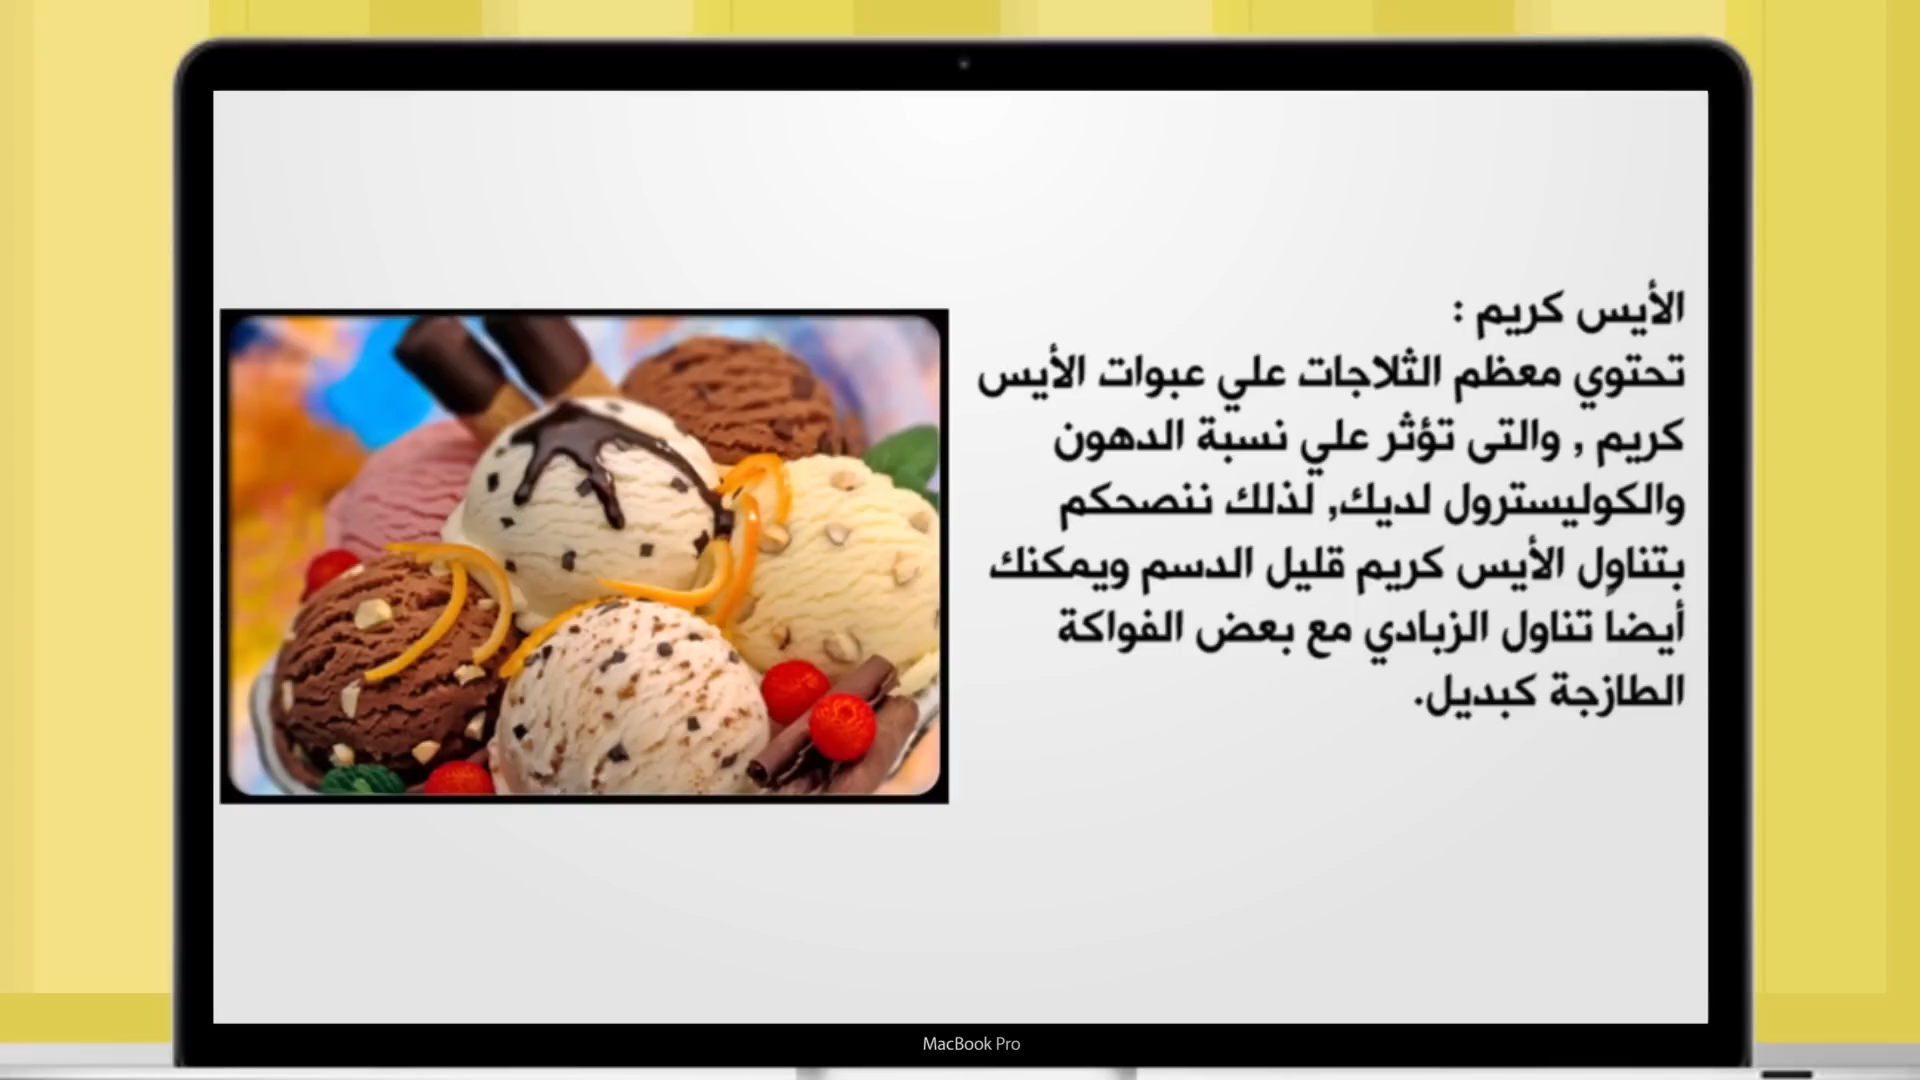 الأيس كريم :
تحتوي معظم الثلاجات علي عبوات الأيس
كريم , والتى تؤثر علي نسبة الدهون
والكوليسترول لديك, لذلك ننصحكم
بتناول الأيس كريم قليل الدسم ويمكنك
أيضا تناول الزبادي مع بعض الفواكة
الطازجة كبديل.
MacBook Pro